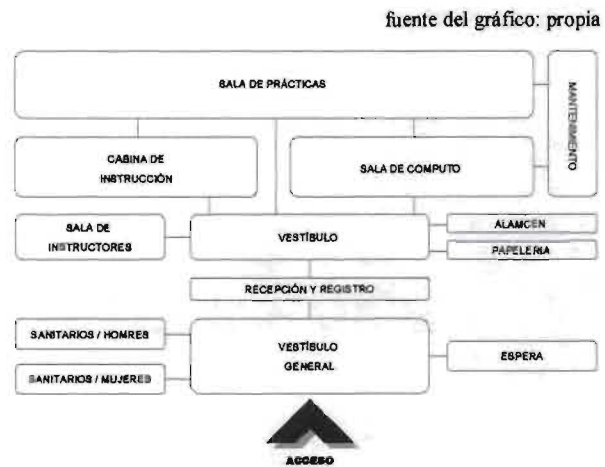 fuente del gráfico: propia
SALA DE PRÁCTICAS
MANTENIMIENTO
CABINA DE
INSTRUCCIÓN
SALA DE COMPUTO
SALA DE
INSTRUCTORES
VESTÍBULO
ALAMCEN
PAPELERIA
RECEPCIÓN Y REGISTRO
SANITARIOS / HOMRES
VESTÍBULO
GENERAL
ESPERA
SANITARIOS / MUJERES
ACCESO